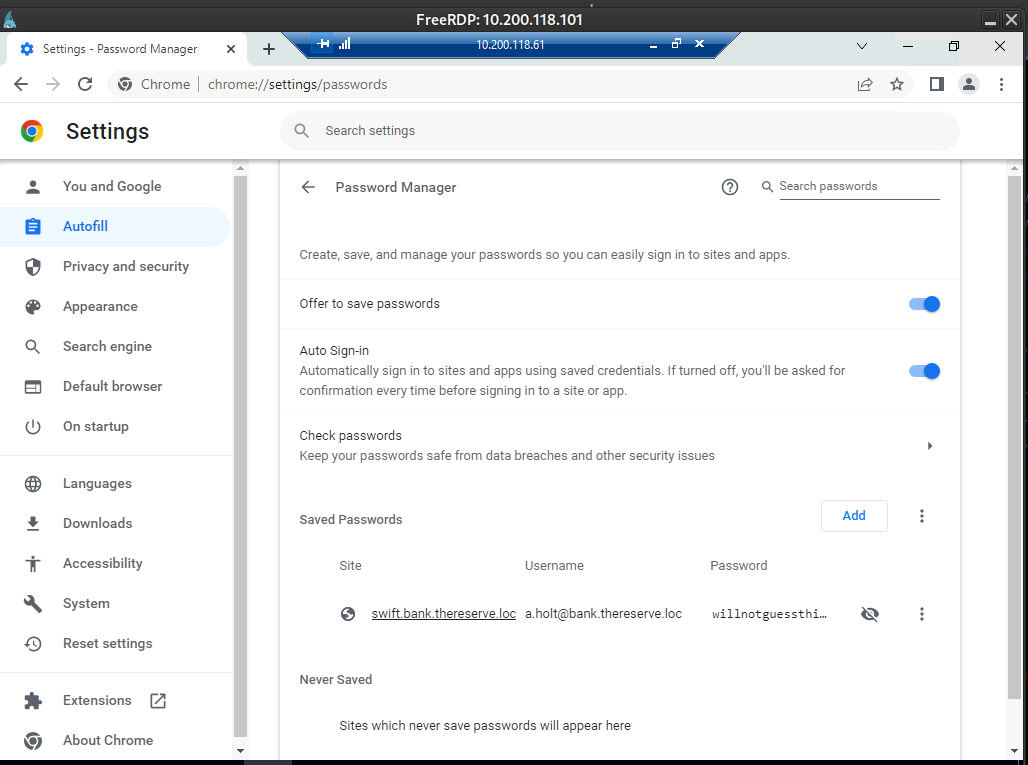 FreeRDP: 10.200.118.101
Settings - Password Manager
10.200.118.61
Chrome
chrome://settings/passwords
Settings
Search settings
You and Google
Autofill
Privacy and security
Appearance
Search engine
Default browser
On startup
Languages
Downloads
Accessibility
System
Reset settings
Extensions
About Chrome
Password Manager
Search passwords
Create, save, and manage your passwords so you can easily sign in to sites and apps.
Offer to save passwords
Auto Sign-in
Automatically sign in to sites and apps using saved credentials. If turned off, you'll be asked for
confirmation every time before signing in to a site or app.
Check passwords
Keep your passwords safe from data breaches and other security issues
Saved Passwords
Add
Site Username Password
swift.bank.thereserve.loc a.holt@bank.thereserve.loc willnotguessthi…
Never Saved
Sites which never save passwords will appear here